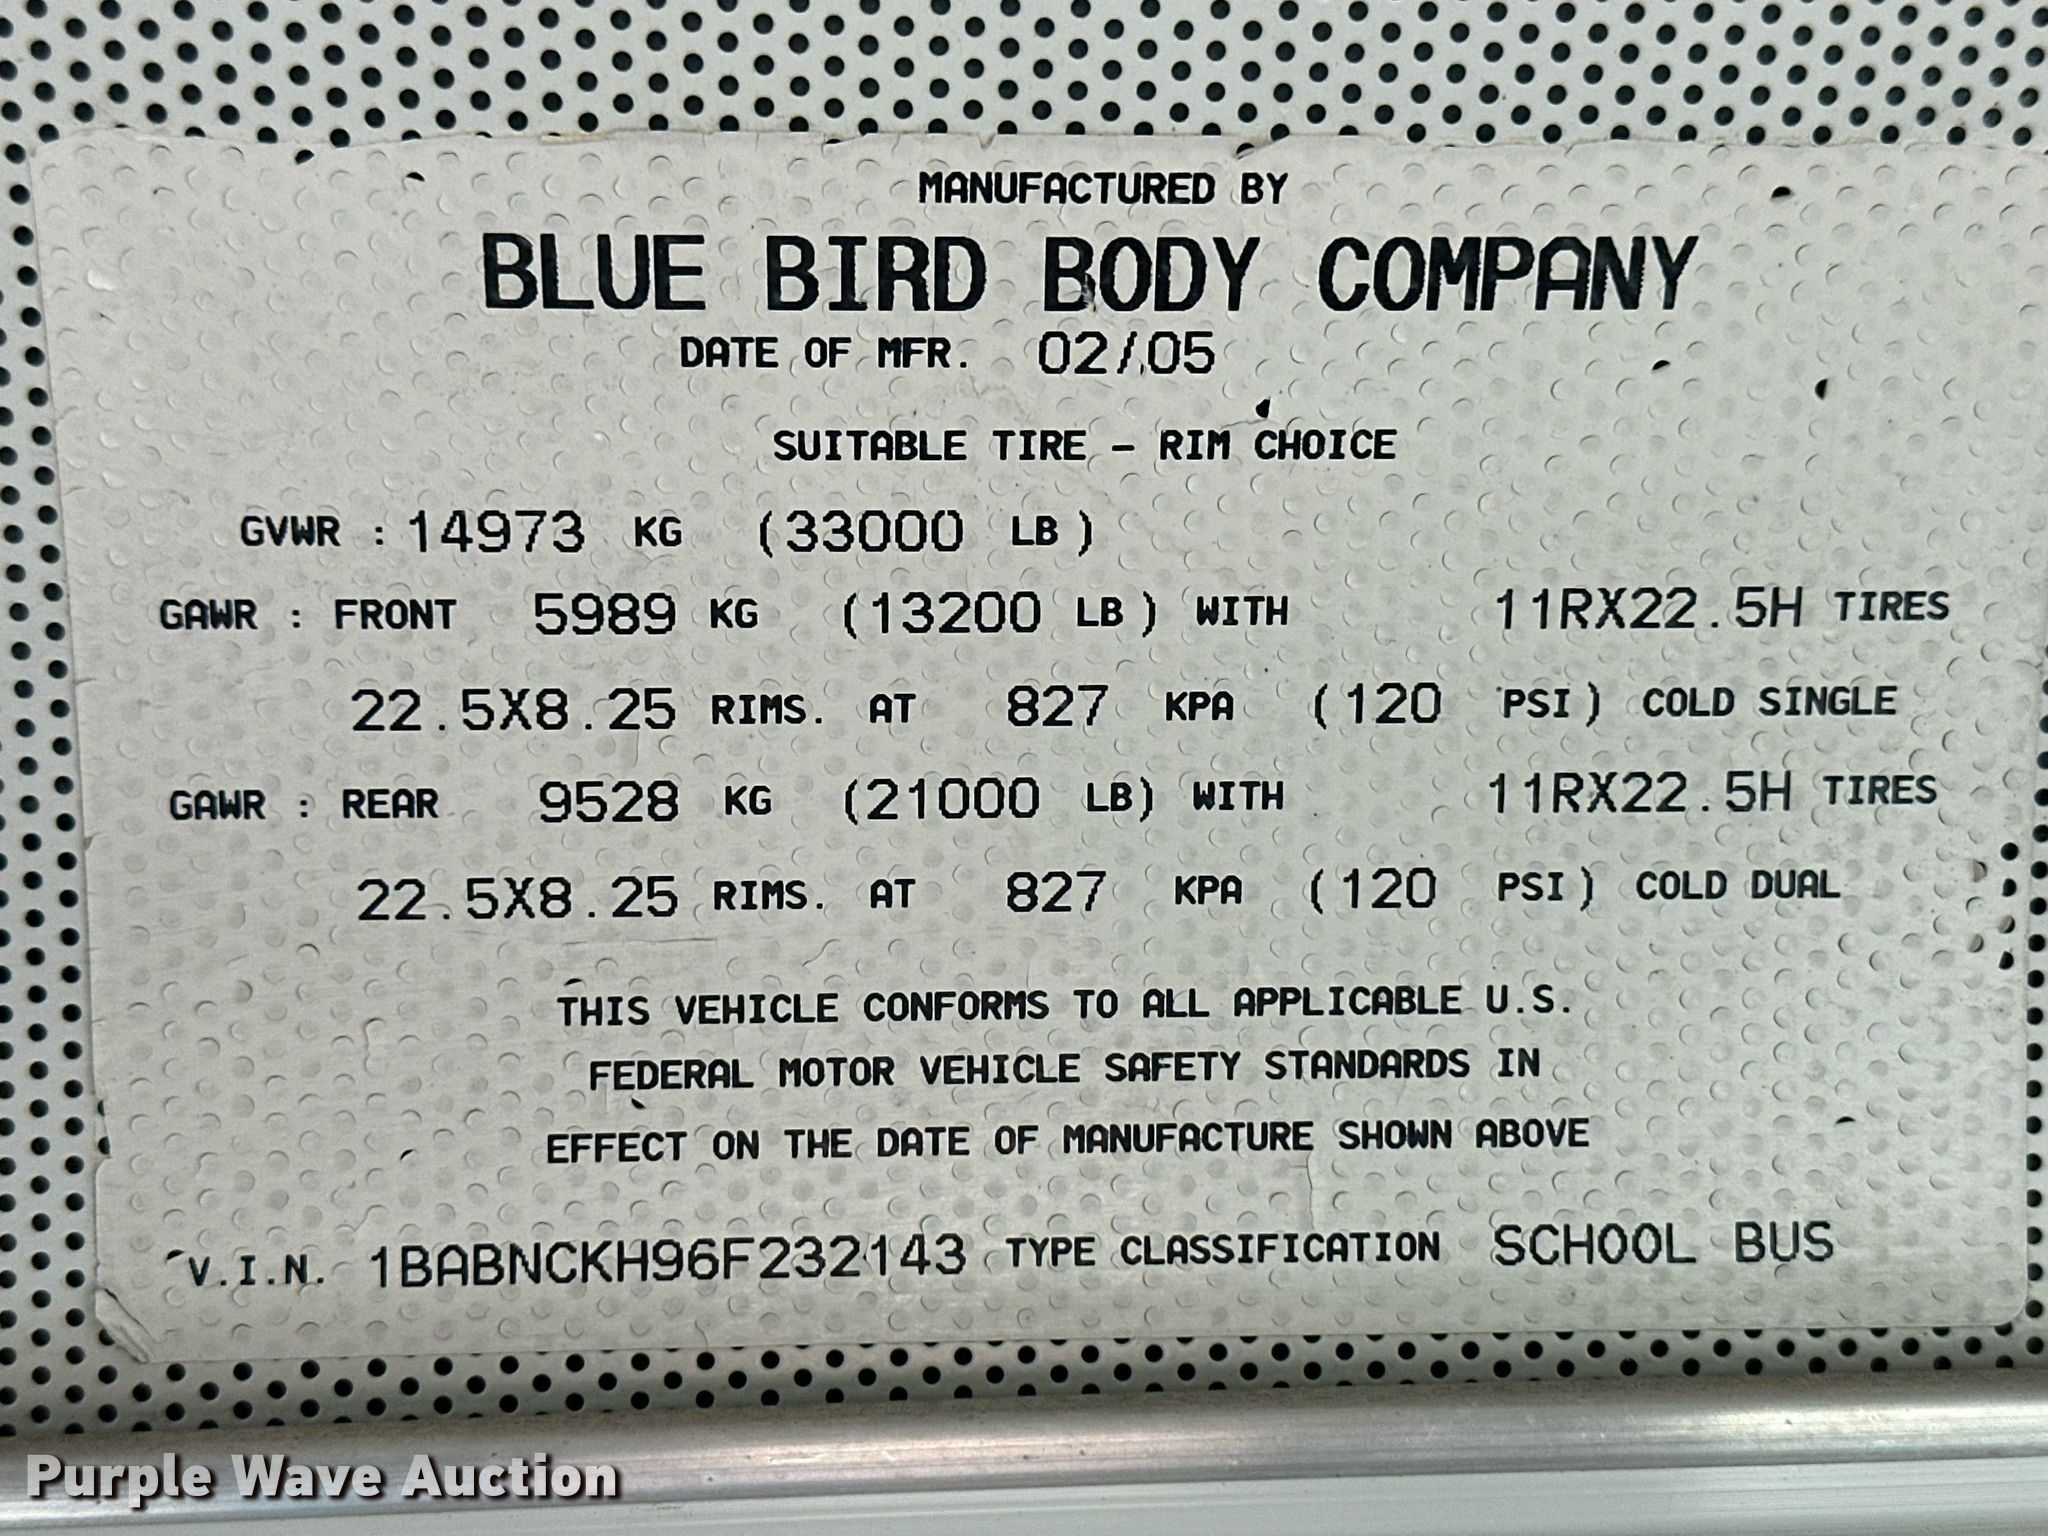 MANUFACTURED BY
BLUE BIRD BODY COMPANY
DATE OF MFR. 02/05
SUITABLE TIRE - RIM CHOICE
GVWR : 14973 KG (33000 LB)
GAWR : FRONT 5989 KG (13200 LB) WITH 11RX22.5H TIRES
22.5X8.25 RIMS. AT 827 KPA (120 PSI) COLD SINGLE
GAWR : REAR 9528 KG (21000 LB) WITH 11RX22.5H TIRES
22.5X8.25 RIMS. AT 827 KPA (120 PSI) COLD DUAL
THIS VEHICLE CONFORMS TO ALL APPLICABLE U.S.
FEDERAL MOTOR VEHICLE SAFETY STANDARDS IN
EFFECT ON THE DATE OF MANUFACTURE SHOWN ABOVE
V.I.N. 1BABNCKH96F232143 TYPE CLASSIFICATION SCHOOL BUS
Purple Wave Auction